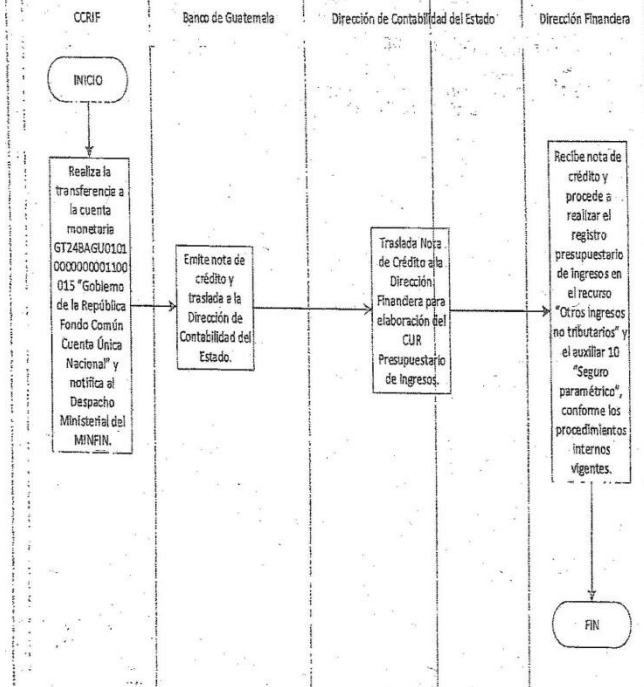 CCRIF
Banco de Guatemala
Dirección de Contabilidad del Estado
Dirección Financiera
INICIO
Realiza la
transferencia a
la cuenta
monetaria
GT24BAGU0101
0000000001100
015 "Gobierno
de la República
Fondo Común
Cuenta Única
Nacional" y
notifica al
Despacho
Ministerial del
MINFIN.
Emite nota de
crédito y
traslada a la
Dirección de
Contabilidad del
Estado.
Traslada Nota
de Crédito a la
Dirección
Financiera para
elaboración del
CUR
Presupuestario
de Ingresos.
Recibe nota de
crédito y
procede a
realizar el
registro
presupuestario
de ingresos en
el recurso
"Otros ingresos
no tributarios" y
el auxiliar 10
"Seguro
paramétrico",
conforme los
procedimientos
internos
vigentes.
FIN